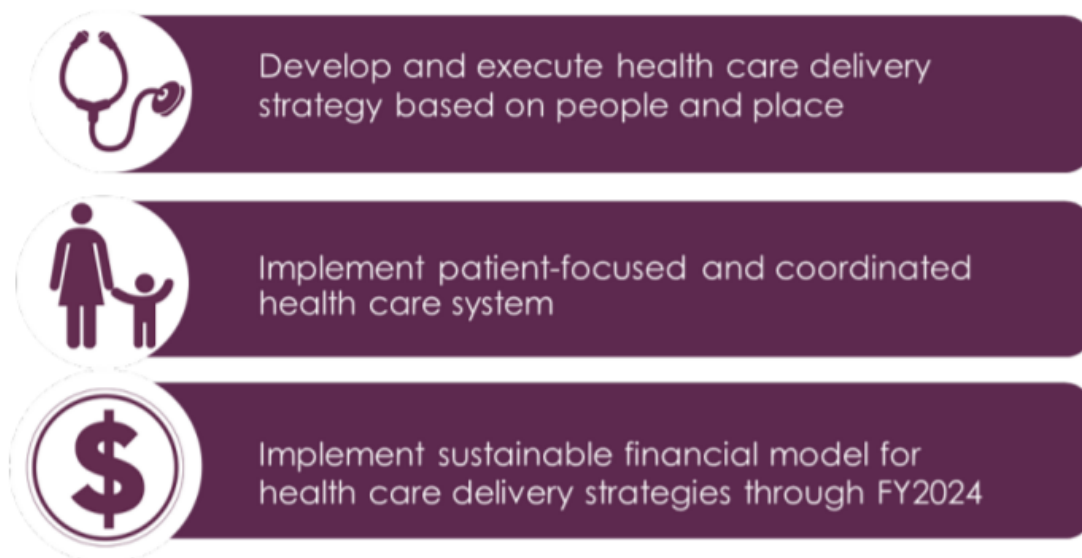 Develop and execute health care delivery
strategy based on people and place
Implement patient-focused and coordinated
health care system
$
Implement sustainable financial model for
health care delivery strategies through FY2024